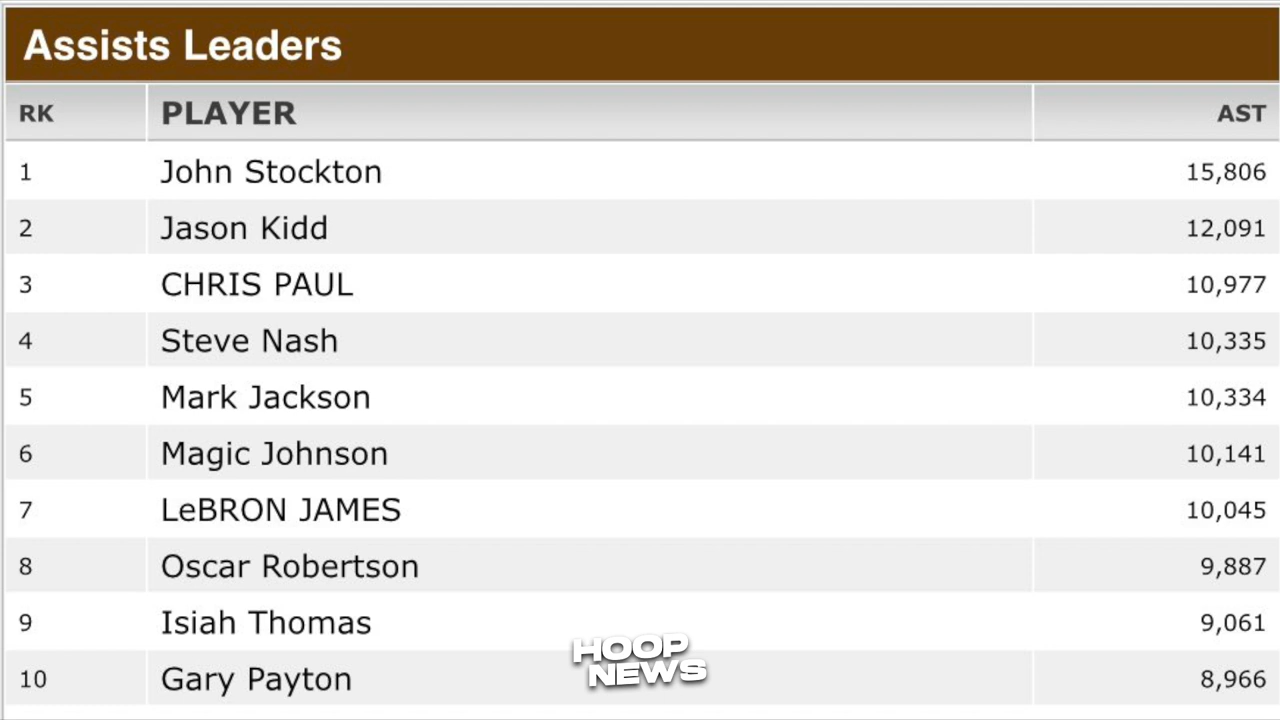 Assists Leaders
RK PLAYER AST
1 John Stockton 15,806
2 Jason Kidd 12,091
3 CHRIS PAUL 10,977
4 Steve Nash 10,335
5 Mark Jackson 10,334
6 Magic Johnson 10,141
7 LeBRON JAMES 10,045
8 Oscar Robertson 9,887
9 Isiah Thomas 9,061
10 Gary Payton 8,966
HOOP
NEWS